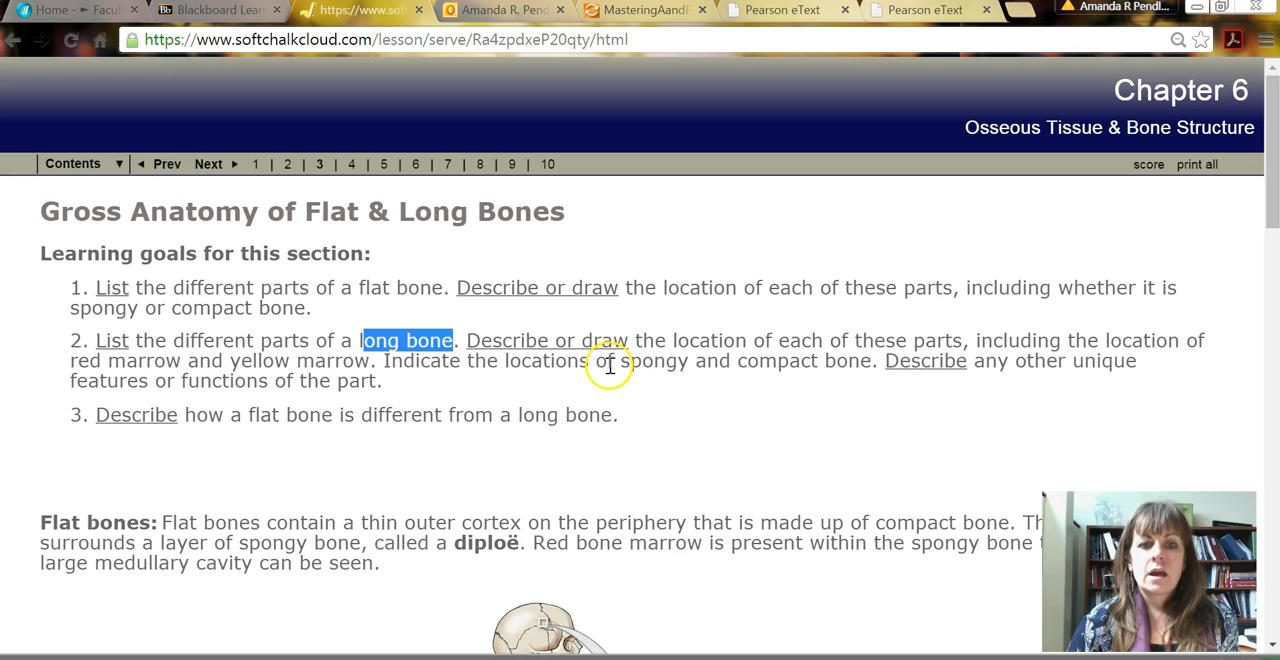 Home - ► Facul
Blackboard Lear
https://www.sof
Amanda R. Pend
MasteringAandP
Pearson eText
Pearson eText
Amanda R Pendl...
https://www.softchalkcloud.com/lesson/serve/Ra4zpdxeP20qty/html
Chapter 6
Osseous Tissue & Bone Structure
Contents ▼ ◄ Prev Next ► 1 | 2 | 3 | 4 | 5 | 6 | 7 | 8 | 9 | 10 score print all
Gross Anatomy of Flat & Long Bones
Learning goals for this section:
1. List the different parts of a flat bone. Describe or draw the location of each of these parts, including whether it is
spongy or compact bone.
2. List the different parts of a long bone. Describe or draw the location of each of these parts, including the location of
red marrow and yellow marrow. Indicate the locations of spongy and compact bone. Describe any other unique
features or functions of the part.
3. Describe how a flat bone is different from a long bone.
Flat bones: Flat bones contain a thin outer cortex on the periphery that is made up of compact bone. Th
surrounds a layer of spongy bone, called a diploë. Red bone marrow is present within the spongy bone
large medullary cavity can be seen.